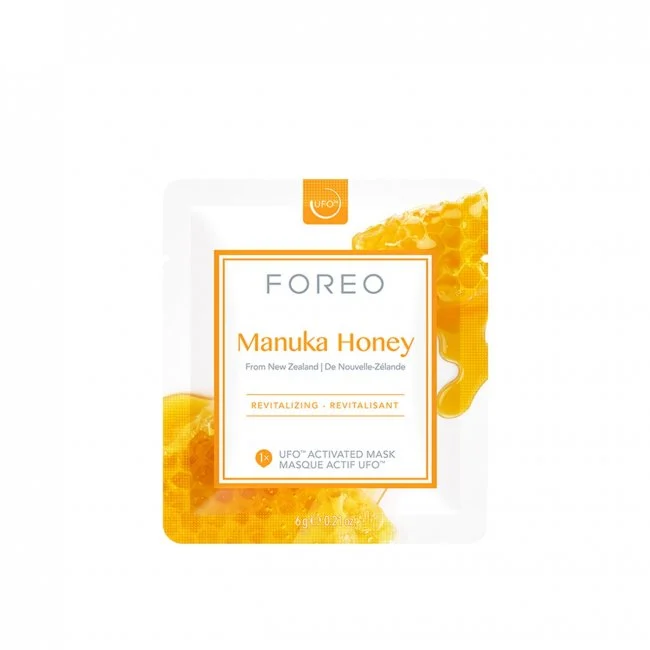 UFO™
FOREO
Manuka Honey
From New Zealand | De Nouvelle-Zélande
REVITALIZING - REVITALISANT
1x
UFO™ ACTIVATED MASK
MASQUE ACTIF UFO™
6g